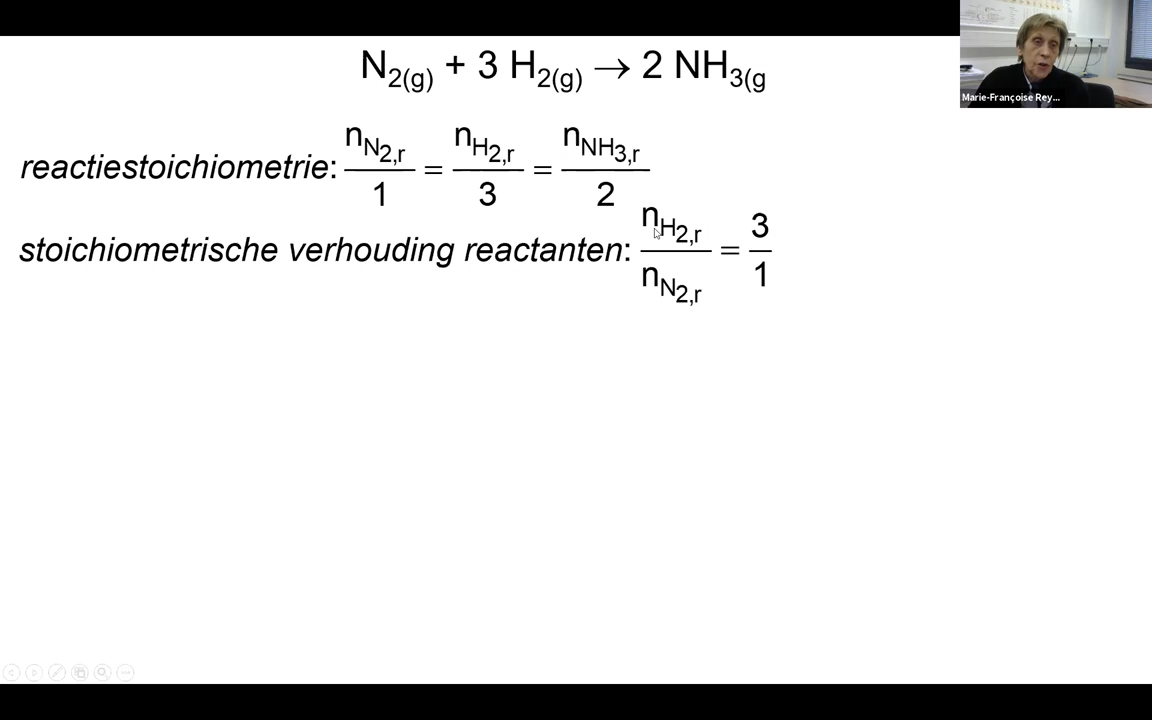 N2(g) + 3 H2(g) → 2 NH3(g
Marie-Françoise Rey...
reactiestoichiometrie: nN2,r / 1 = nH2,r / 3 = nNH3,r / 2
stoichiometrische verhouding reactanten: nH2,r / nN2,r = 3 / 1